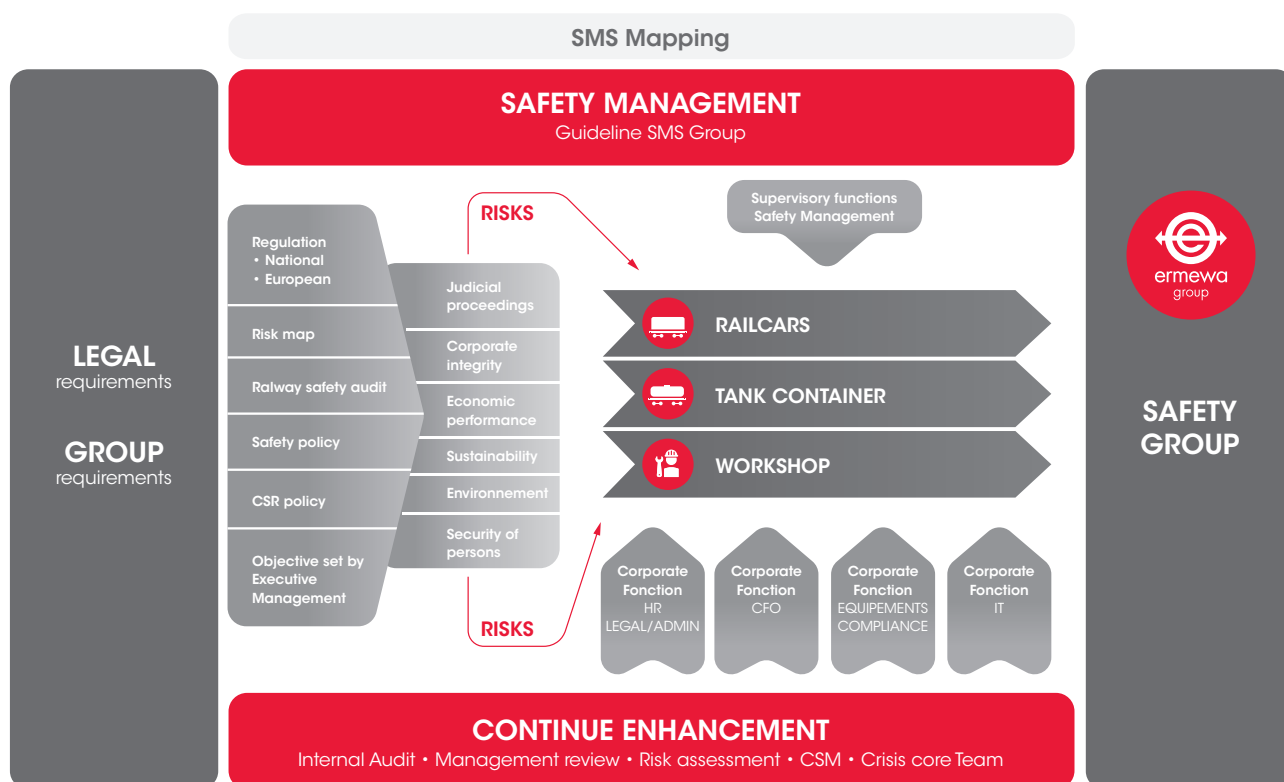 SMS Mapping
SAFETY MANAGEMENT
Guideline SMS Group
LEGAL
requirements
GROUP
requirements
Regulation
• National
• European
Risk map
Ralway safety audit
Safety policy
CSR policy
Objective set by
Executive
Management
Judicial
proceedings
Corporate
integrity
Economic
performance
Sustainability
Environnement
Security of
persons
RISKS
RISKS
Supervisory functions
Safety Management
RAILCARS
TANK CONTAINER
WORKSHOP
Corporate
Fonction
HR
LEGAL/ADMIN
Corporate
Fonction
CFO
Corporate
Fonction
EQUIPEMENTS
COMPLIANCE
Corporate
Fonction
IT
ermewa
group
SAFETY
GROUP
CONTINUE ENHANCEMENT
Internal Audit • Management review • Risk assessment • CSM • Crisis core Team